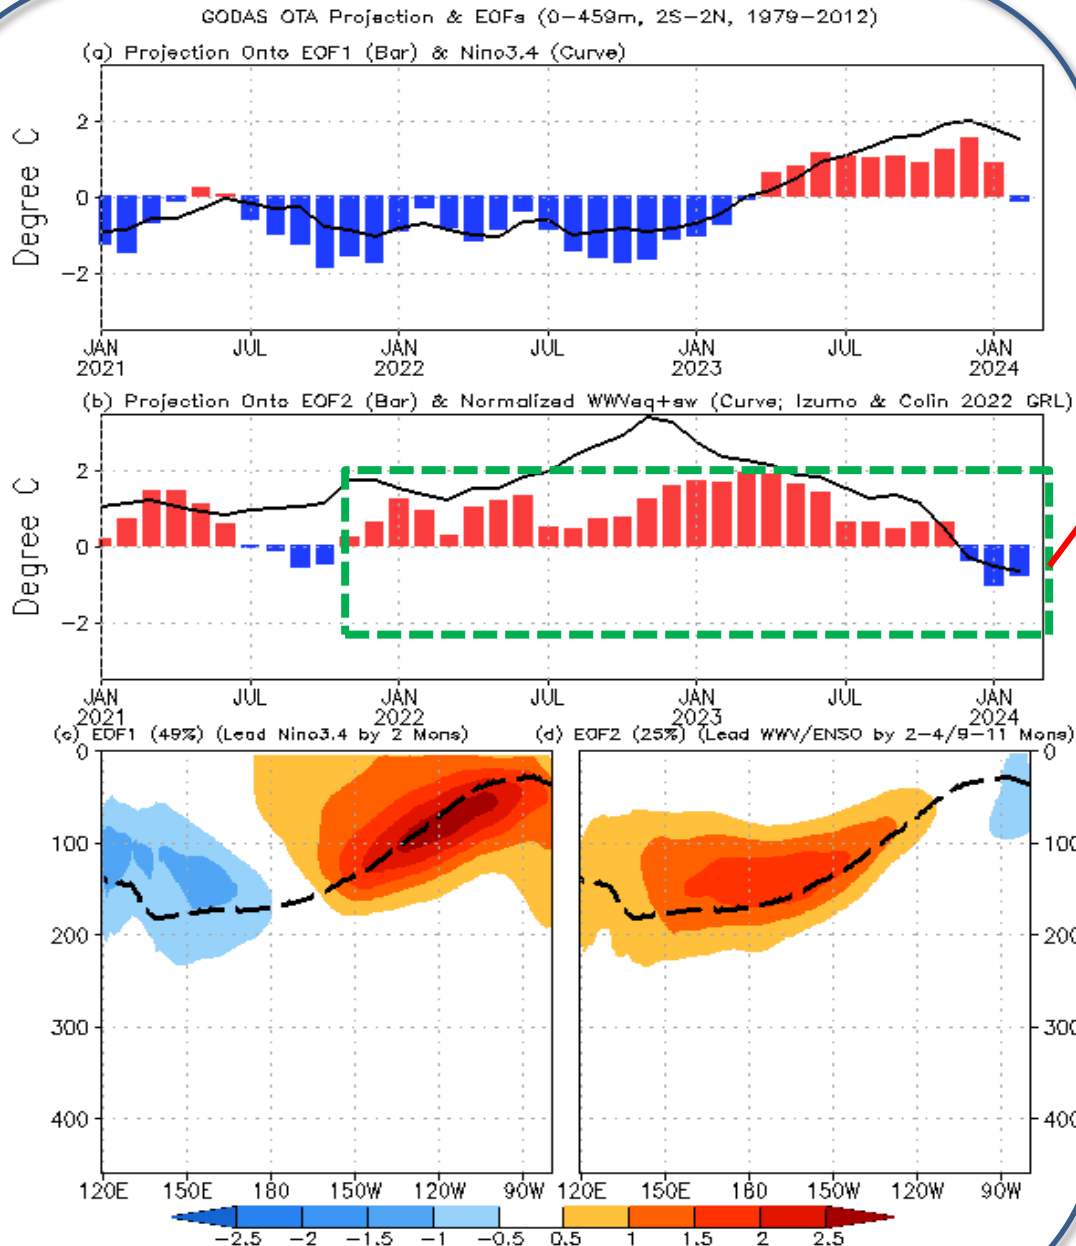 GODAS OTA Projection & EOFs (0-459m, 2S-2N, 1979-2012)
(a) Projection Onto EOF1 (Bar) & Nino3.4 (Curve)
Degree C
2
0
-2
JAN JUL JAN JUL JAN JUL JAN
2021 2022 2023 2024
(b) Projection Onto EOF2 (Bar) & Normalized WWVeq+sw (Curve; Izumo & Colin 2022 GRL)
Degree C
2
0
-2
JAN JUL JAN JUL JAN JUL JAN
2021 2022 2023 2024
(c) EOF1 (49%) (Lead Nino3.4 by 2 Mons)
(d) EOF2 (25%) (Lead WWV/ENSO by 2-4/9-11 Mons)
0 0
100 100
200 200
300 300
400 400
120E 150E 180 150W 120W 90W 120E 150E 180 150W 120W 90W
-2.5 -2 -1.5 -1 -0.5 0.5 1 1.5 2 2.5